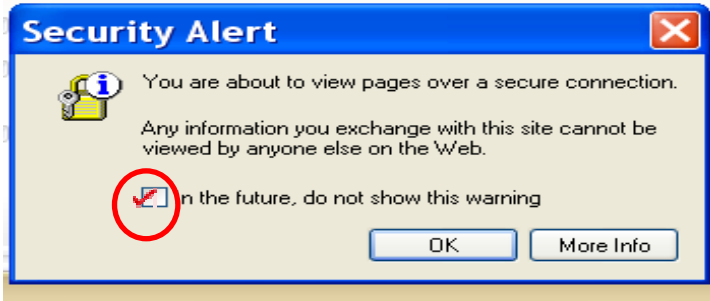 Security Alert
You are about to view pages over a secure connection.
Any information you exchange with this site cannot be
viewed by anyone else on the Web.
In the future, do not show this warning
OK More Info